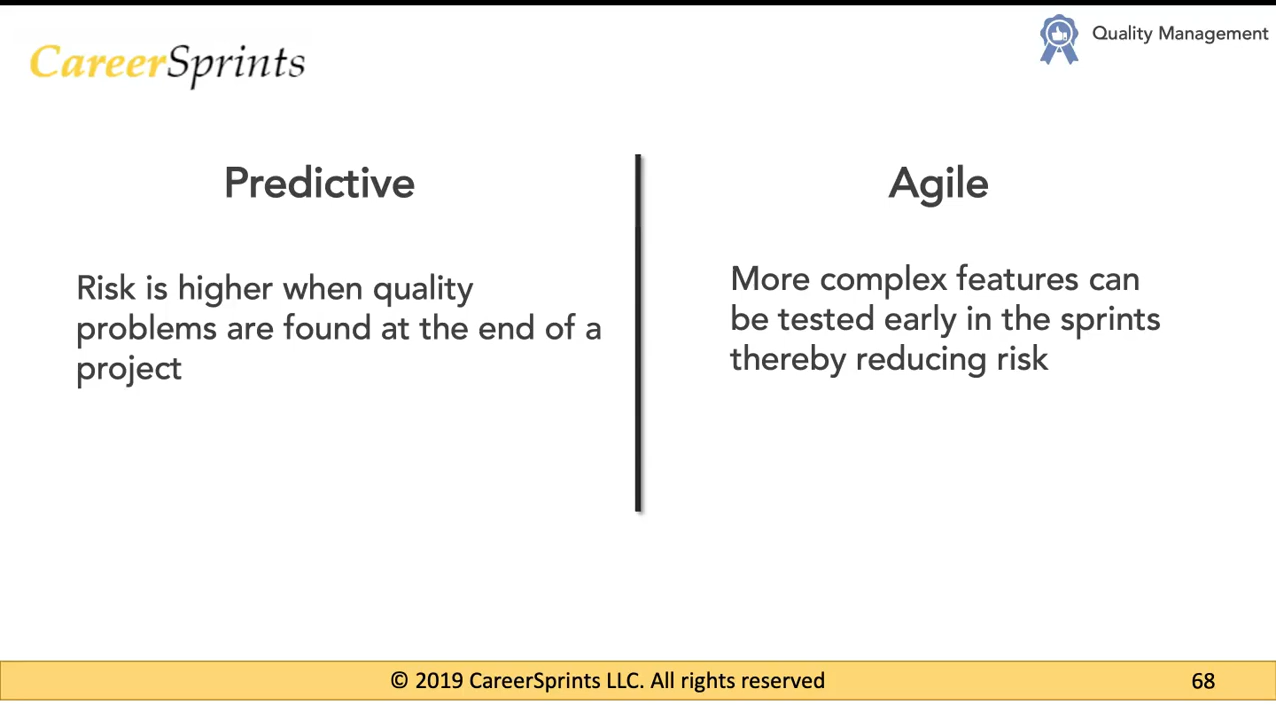 CareerSprints
Quality Management
Predictive
Risk is higher when quality
problems are found at the end of a
project
Agile
More complex features can
be tested early in the sprints
thereby reducing risk
© 2019 CareerSprints LLC. All rights reserved
68